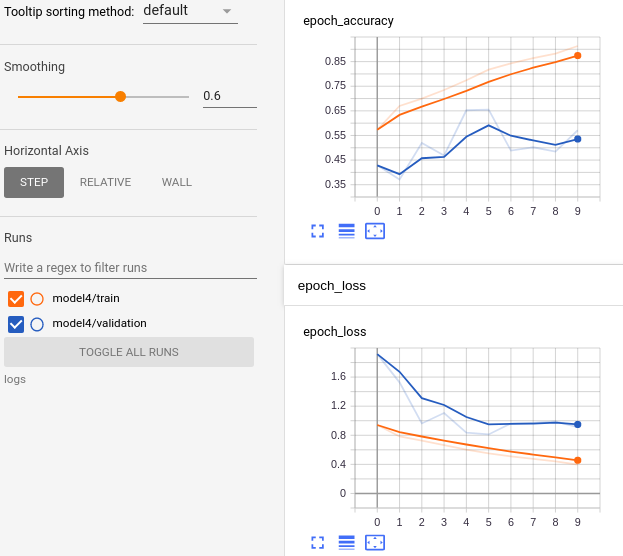 Tooltip sorting method: default
Smoothing
0.6
Horizontal Axis
STEP RELATIVE WALL
Runs
Write a regex to filter runs
model4/train
model4/validation
TOGGLE ALL RUNS
logs
epoch_accuracy
0.85
0.75
0.65
0.55
0.45
0.35
0 1 2 3 4 5 6 7 8 9
epoch_loss
epoch_loss
1.6
1.2
0.8
0.4
0
0 1 2 3 4 5 6 7 8 9